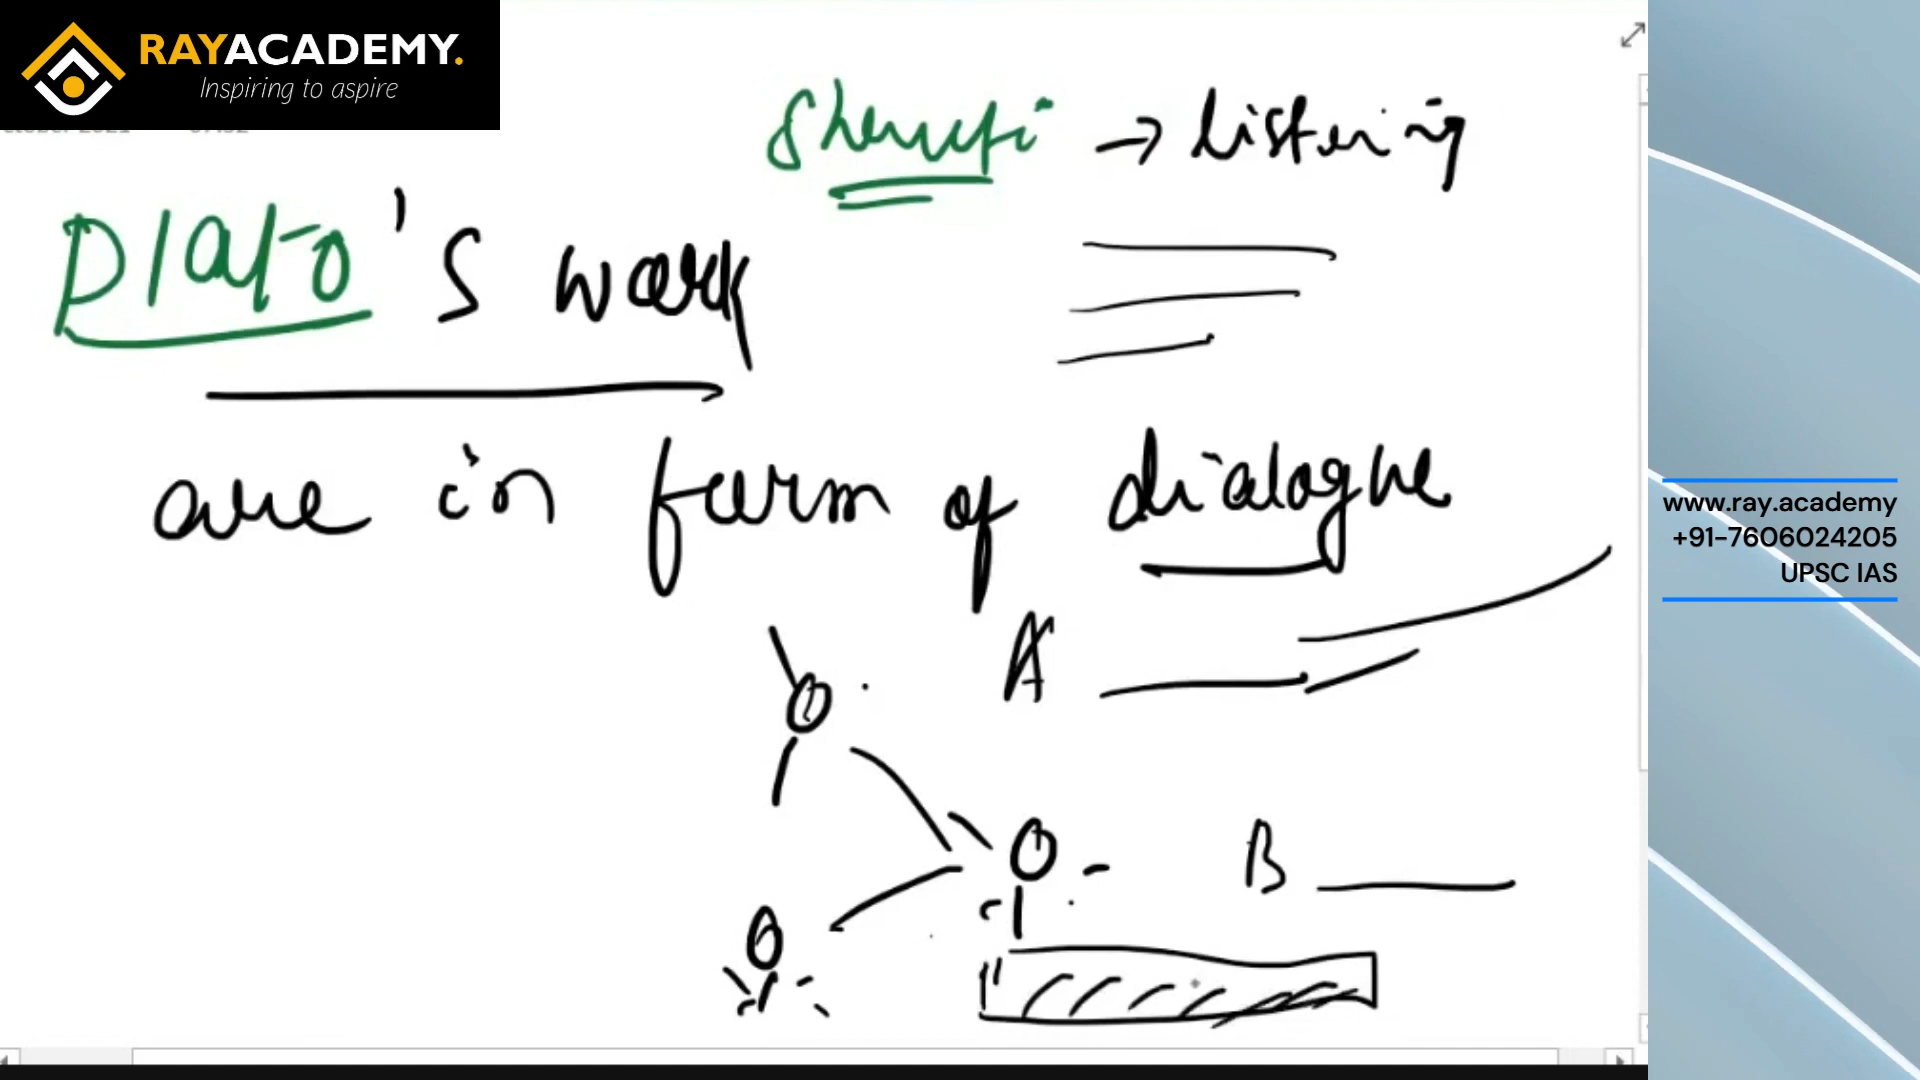 RAYACADEMY.
Inspiring to aspire
Shruti → listening
Plato's work
are in form of dialogue
A
B
www.ray.academy
+91-7606024205
UPSC IAS